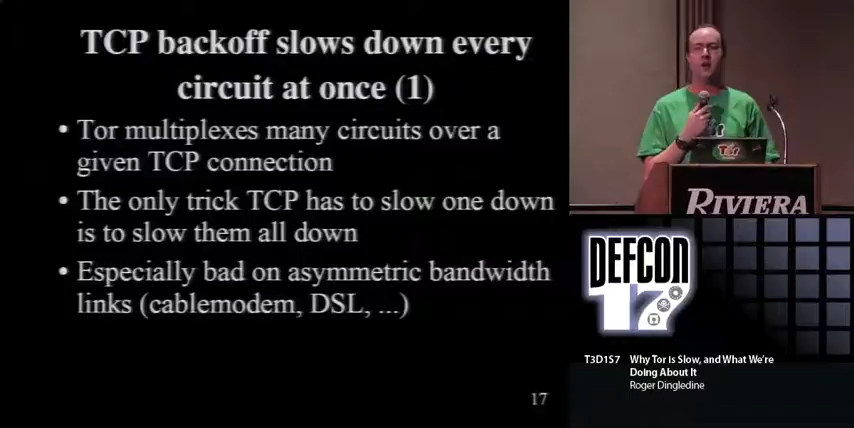 TCP backoff slows down every
circuit at once (1)
• Tor multiplexes many circuits over a
given TCP connection
• The only trick TCP has to slow one down
is to slow them all down
• Especially bad on asymmetric bandwidth
links (cablemodem, DSL, ...)
17
Tor
RIVIERA
DEFCON
17
T3D1S7 Why Tor is Slow, and What We're
Doing About It
Roger Dingledine